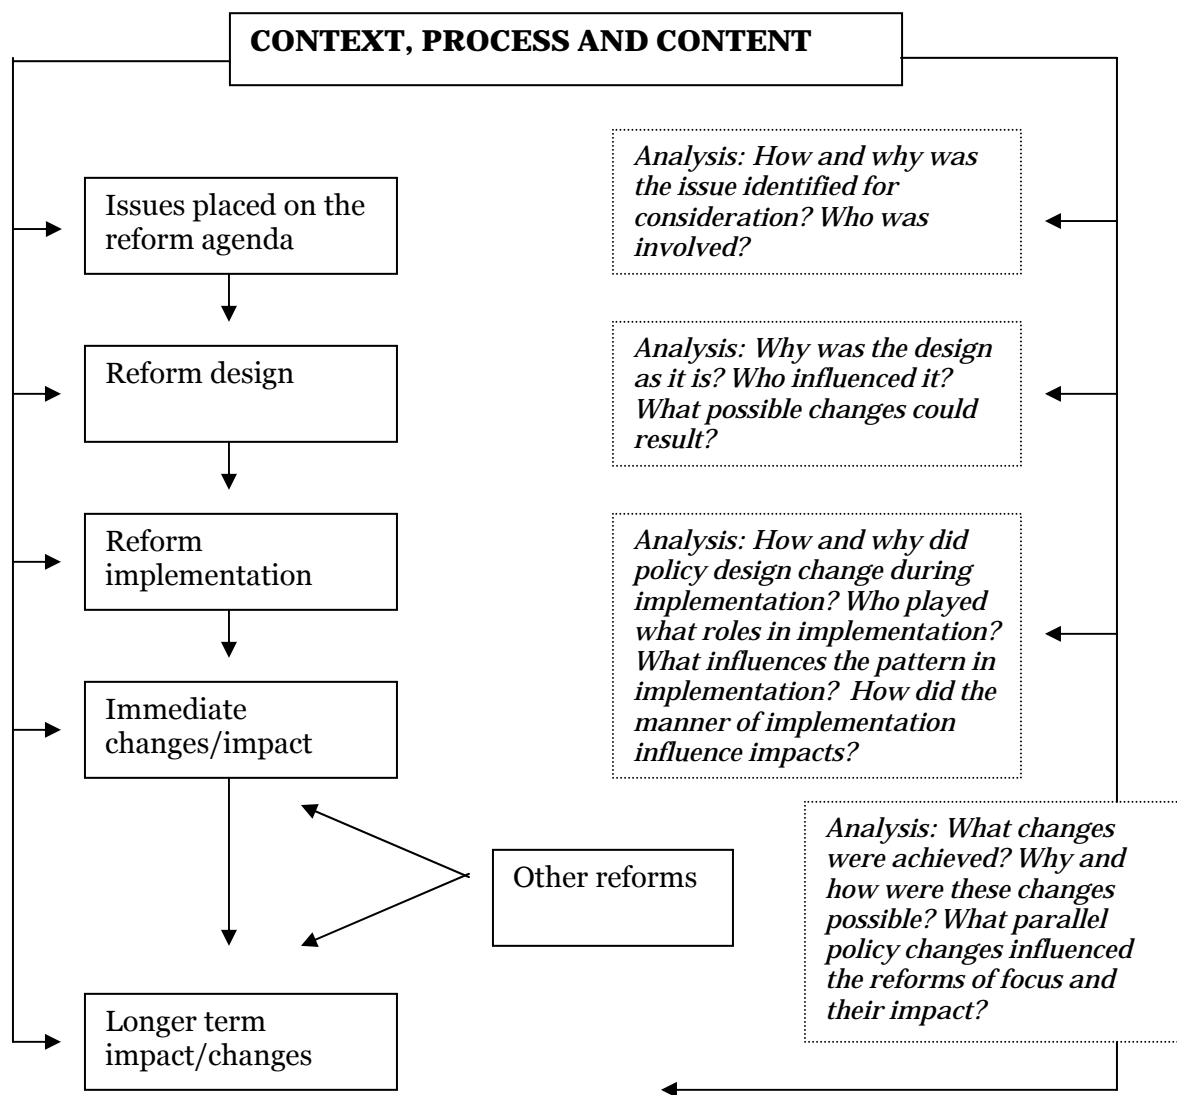 CONTEXT, PROCESS AND CONTENT
Issues placed on the
reform agenda
Analysis: How and why was
the issue identified for
consideration? Who was
involved?
Reform design
Analysis: Why was the design
as it is? Who influenced it?
What possible changes could
result?
Reform
implementation
Analysis: How and why did
policy design change during
implementation? Who played
what roles in implementation?
What influences the pattern in
implementation?  How did the
manner of implementation
influence impacts?
Immediate
changes/impact
Other reforms
Analysis: What changes
were achieved? Why and
how were these changes
possible? What parallel
policy changes influenced
the reforms of focus and
their impact?
Longer term
impact/changes